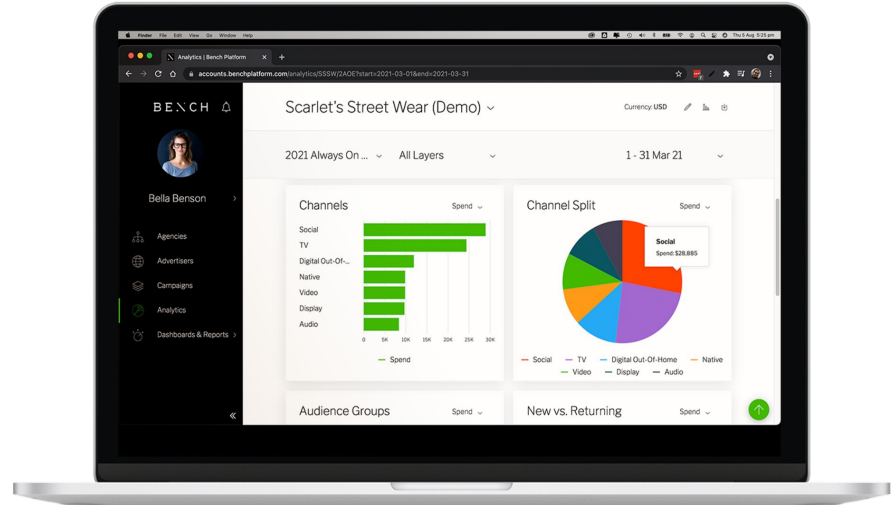 Finder File Edit View Go Window Help
Thu 5 Aug 5:25 pm
Analytics | Bench Platform
accounts.benchplatform.com/analytics/SSSW/2AOE?start=2021-03-01&end=2021-03-31
BENCH
Scarlet's Street Wear (Demo)
Currency: USD
2021 Always On ...
All Layers
1 - 31 Mar 21
Bella Benson
Agencies
Advertisers
Campaigns
Analytics
Dashboards & Reports
Channels
Spend
Social
TV
Digital Out-Of-...
Native
Video
Display
Audio
0 5K 10K 15K 20K 25K 30K
Spend
Channel Split
Spend
Social
Spend: $28,885
Social TV Digital Out-Of-Home Native
Video Display Audio
Audience Groups
Spend
New vs. Returning
Spend